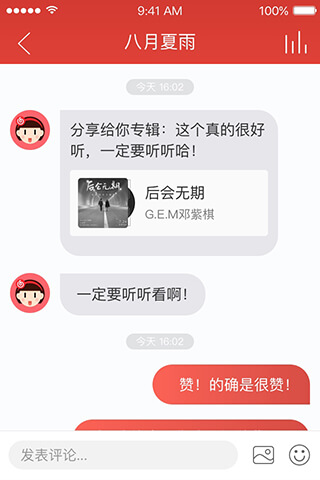 9:41 AM 100%
八月夏雨
今天 16:02
分享给你专辑：这个真的很好
听，一定要听听哈！
后会无期
后会无期
G.E.M邓紫棋
一定要听听看啊！
今天 16:02
赞！的确是很赞！
发表评论...